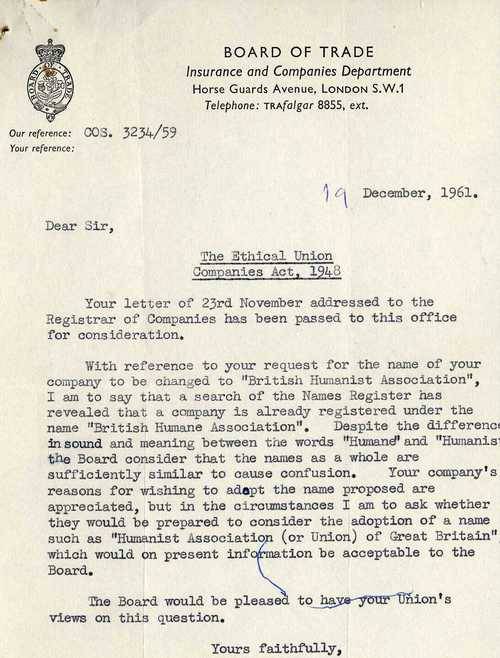 BOARD OF TRADE
BOARD OF TRADE
Insurance and Companies Department
Horse Guards Avenue, LONDON S.W.1
Telephone: TRAfalgar 8855, ext.
Our reference: COS. 3234/59
Your reference:
19 December, 1961.
Dear Sir,
The Ethical Union
Companies Act, 1948
Your letter of 23rd November addressed to the
Registrar of Companies has been passed to this office
for consideration.
With reference to your request for the name of your
company to be changed to "British Humanist Association",
I am to say that a search of the Names Register has
revealed that a company is already registered under the
name "British Humane Association". Despite the difference
in sound and meaning between the words "Humane" and "Humanist
the Board consider that the names as a whole are
sufficiently similar to cause confusion. Your company's
reasons for wishing to adopt the name proposed are
appreciated, but in the circumstances I am to ask whether
they would be prepared to consider the adoption of a name
such as "Humanist Association (or Union) of Great Britain"
which would on present information be acceptable to the
Board.
The Board would be pleased to have your Union's
views on this question.
Yours faithfully,